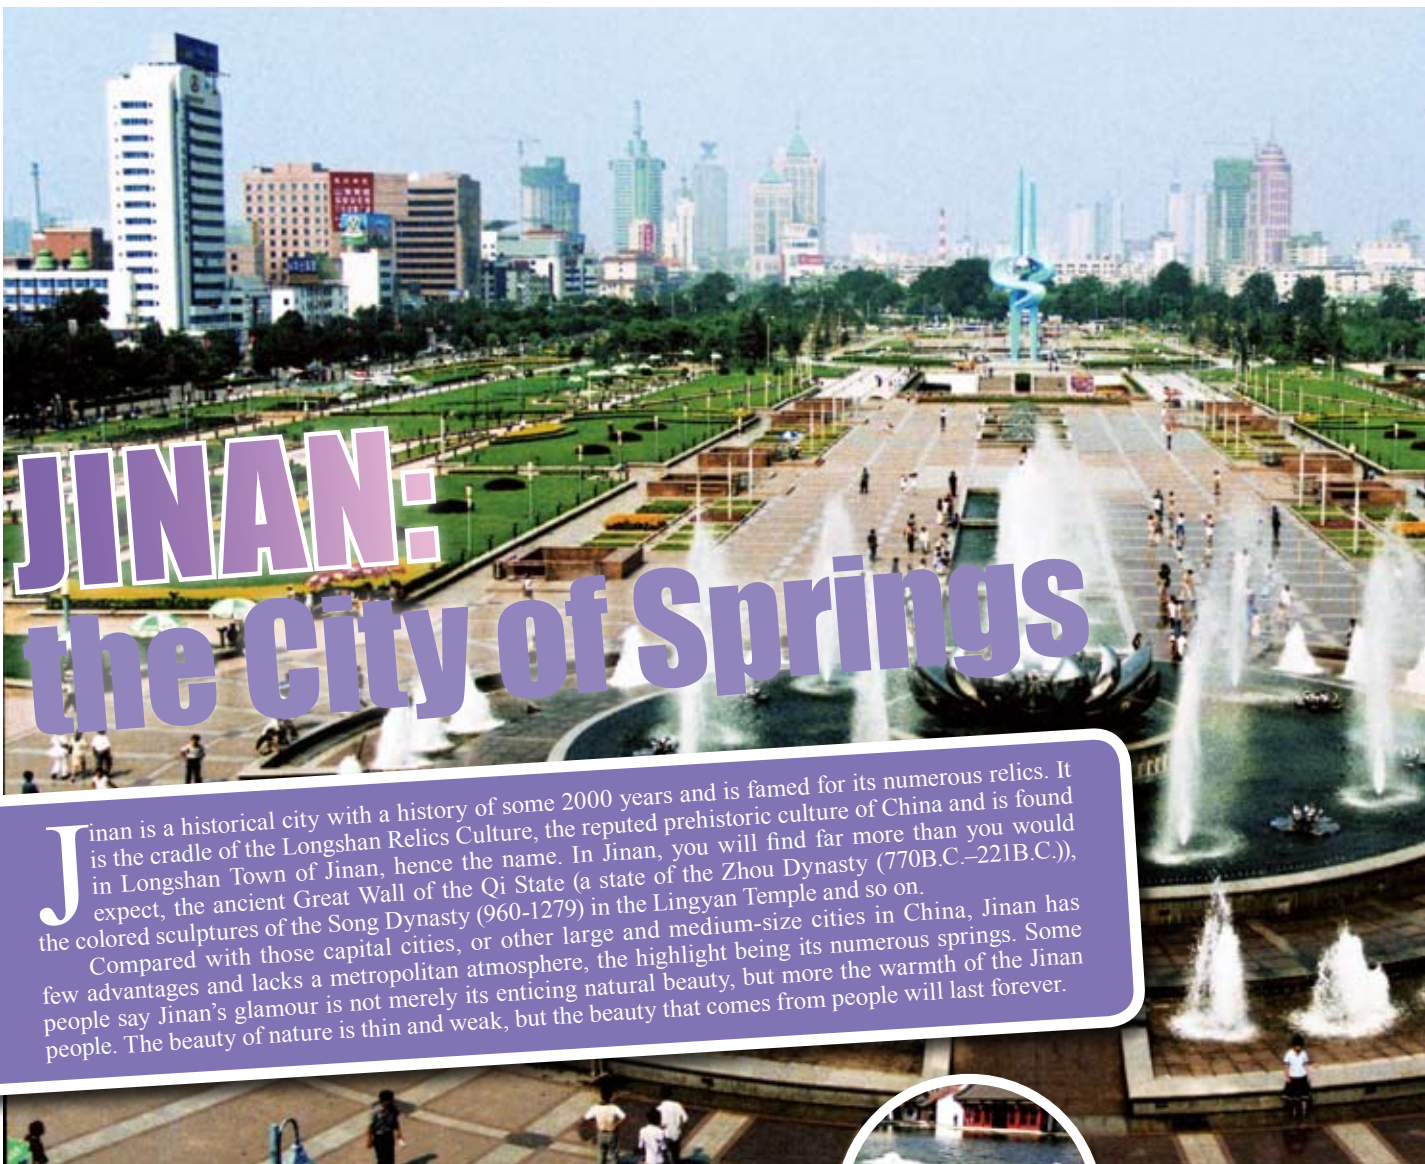 JINAN:
the City of Springs
Jinan is a historical city with a history of some 2000 years and is famed for its numerous relics. It
is the cradle of the Longshan Relics Culture, the reputed prehistoric culture of China and is found
in Longshan Town of Jinan, hence the name. In Jinan, you will find far more than you would
expect, the ancient Great Wall of the Qi State (a state of the Zhou Dynasty (770B.C.–221B.C.)),
the colored sculptures of the Song Dynasty (960-1279) in the Lingyan Temple and so on.
Compared with those capital cities, or other large and medium-size cities in China, Jinan has
few advantages and lacks a metropolitan atmosphere, the highlight being its numerous springs. Some
people say Jinan’s glamour is not merely its enticing natural beauty, but more the warmth of the Jinan
people. The beauty of nature is thin and weak, but the beauty that comes from people will last forever.